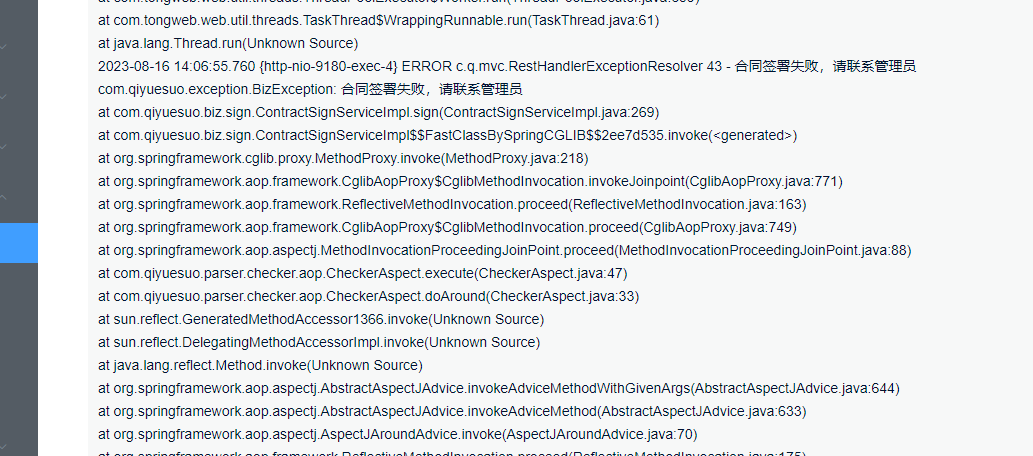 at com.tongweb.web.util.threads.TaskThread$WrappingRunnable.run(TaskThread.java:61)
at java.lang.Thread.run(Unknown Source)
2023-08-16 14:06:55.760 {http-nio-9180-exec-4} ERROR c.q.mvc.RestHandlerExceptionResolver 43 - 合同签署失败，请联系管理员
com.qiyuesuo.exception.BizException: 合同签署失败，请联系管理员
at com.qiyuesuo.biz.sign.ContractSignServiceImpl.sign(ContractSignServiceImpl.java:269)
at com.qiyuesuo.biz.sign.ContractSignServiceImpl$$FastClassBySpringCGLIB$$2ee7d535.invoke(<generated>)
at org.springframework.cglib.proxy.MethodProxy.invoke(MethodProxy.java:218)
at org.springframework.aop.framework.CglibAopProxy$CglibMethodInvocation.invokeJoinpoint(CglibAopProxy.java:771)
at org.springframework.aop.framework.ReflectiveMethodInvocation.proceed(ReflectiveMethodInvocation.java:163)
at org.springframework.aop.framework.CglibAopProxy$CglibMethodInvocation.proceed(CglibAopProxy.java:749)
at org.springframework.aop.aspectj.MethodInvocationProceedingJoinPoint.proceed(MethodInvocationProceedingJoinPoint.java:88)
at com.qiyuesuo.parser.checker.aop.CheckerAspect.execute(CheckerAspect.java:47)
at com.qiyuesuo.parser.checker.aop.CheckerAspect.doAround(CheckerAspect.java:33)
at sun.reflect.GeneratedMethodAccessor1366.invoke(Unknown Source)
at sun.reflect.DelegatingMethodAccessorImpl.invoke(Unknown Source)
at java.lang.reflect.Method.invoke(Unknown Source)
at org.springframework.aop.aspectj.AbstractAspectJAdvice.invokeAdviceMethodWithGivenArgs(AbstractAspectJAdvice.java:644)
at org.springframework.aop.aspectj.AbstractAspectJAdvice.invokeAdviceMethod(AbstractAspectJAdvice.java:633)
at org.springframework.aop.aspectj.AspectJAroundAdvice.invoke(AspectJAroundAdvice.java:70)
at org.springframework.aop.framework.ReflectiveMethodInvocation.proceed(ReflectiveMethodInvocation.java:175)